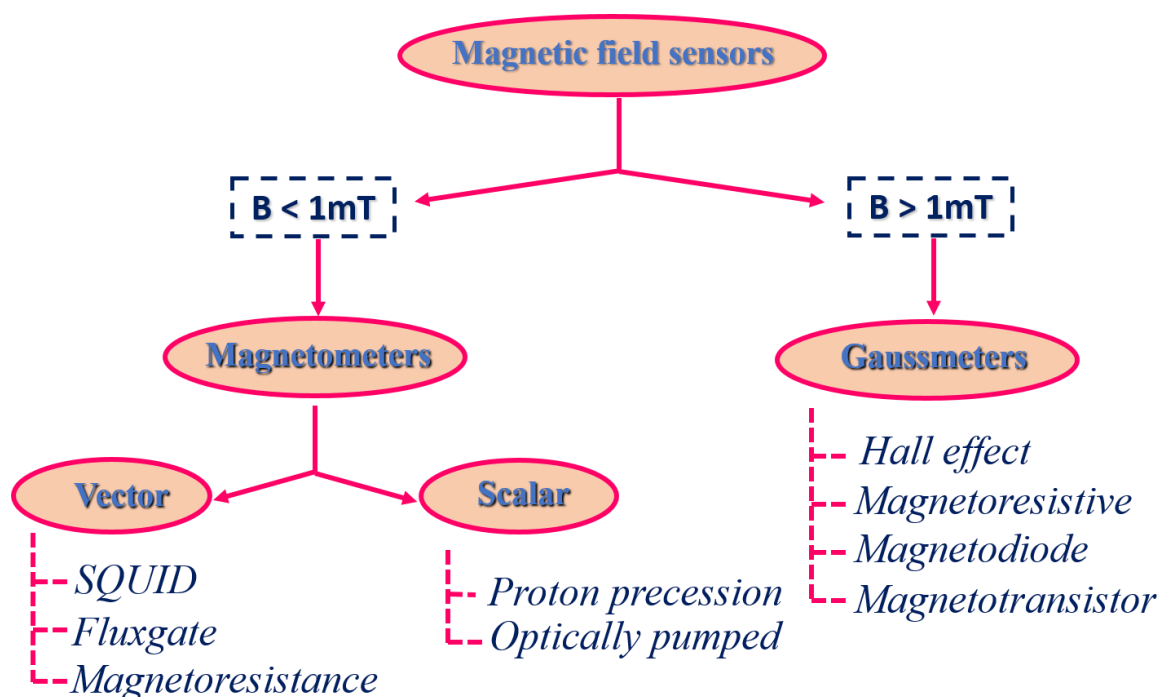 Magnetic field sensors
B < 1mT
B > 1mT
Magnetometers
Gaussmeters
Vector
Scalar
SQUID
Fluxgate
Magnetoresistance
Proton precession
Optically pumped
Hall effect
Magnetoresistive
Magnetodiode
Magnetotransistor